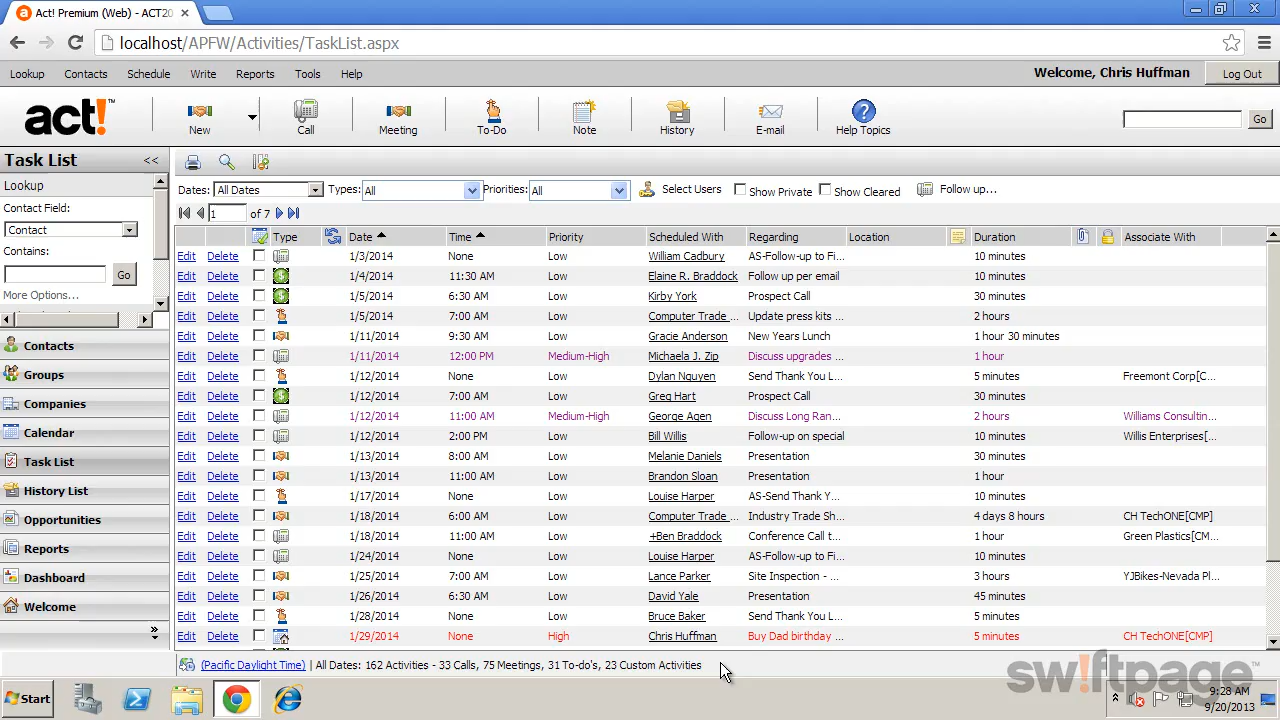 Act! Premium (Web) - ACT20
localhost/APFW/Activities/TaskList.aspx
Lookup Contacts Schedule Write Reports Tools Help Welcome, Chris Huffman Log Out
act!™ New Call Meeting To-Do Note History E-mail Help Topics Go
Task List <<
Lookup
Contact Field:
Contact
Contains:
Go
More Options...
Contacts
Groups
Companies
Calendar
Task List
History List
Opportunities
Reports
Dashboard
Welcome
Dates: All Dates Types: All Priorities: All Select Users Show Private Show Cleared Follow up...
1 of 7
Type Date Time Priority Scheduled With Regarding Location Duration Associate With
Edit Delete 1/3/2014 None Low William Cadbury AS-Follow-up to Fi... 10 minutes
Edit Delete 1/4/2014 11:30 AM Low Elaine R. Braddock Follow up per email 10 minutes
Edit Delete 1/5/2014 6:30 AM Low Kirby York Prospect Call 30 minutes
Edit Delete 1/5/2014 7:00 AM Low Computer Trade ... Update press kits ... 2 hours
Edit Delete 1/11/2014 9:30 AM Low Gracie Anderson New Years Lunch 1 hour 30 minutes
Edit Delete 1/11/2014 12:00 PM Medium-High Michaela J. Zip Discuss upgrades ... 1 hour
Edit Delete 1/12/2014 None Low Dylan Nguyen Send Thank You L... 5 minutes Freemont Corp[C...
Edit Delete 1/12/2014 7:00 AM Low Greg Hart Prospect Call 30 minutes
Edit Delete 1/12/2014 11:00 AM Medium-High George Agen Discuss Long Ran... 2 hours Williams Consultin...
Edit Delete 1/12/2014 2:00 PM Low Bill Willis Follow-up on special 10 minutes Willis Enterprises[C...
Edit Delete 1/13/2014 8:00 AM Low Melanie Daniels Presentation 30 minutes
Edit Delete 1/13/2014 11:00 AM Low Brandon Sloan Presentation 1 hour
Edit Delete 1/17/2014 None Low Louise Harper AS-Send Thank Y... 10 minutes
Edit Delete 1/18/2014 6:00 AM Low Computer Trade ... Industry Trade Sh... 4 days 8 hours CH TechONE[CMP]
Edit Delete 1/18/2014 11:00 AM Low +Ben Braddock Conference Call t... 1 hour Green Plastics[CM...
Edit Delete 1/24/2014 None Low Louise Harper AS-Follow-up to Fi... 10 minutes
Edit Delete 1/25/2014 7:00 AM Low Lance Parker Site Inspection - ... 3 hours YJBikes-Nevada Pl...
Edit Delete 1/26/2014 6:30 AM Low David Yale Presentation 45 minutes
Edit Delete 1/28/2014 None Low Bruce Baker Send Thank You L... 5 minutes
Edit Delete 1/29/2014 None High Chris Huffman Buy Dad birthday ... 5 minutes CH TechONE[CMP]
(Pacific Daylight Time) | All Dates: 162 Activities - 33 Calls, 75 Meetings, 31 To-do's, 23 Custom Activities
sw!ftpage™
Start 9:28 AM
9/20/2013